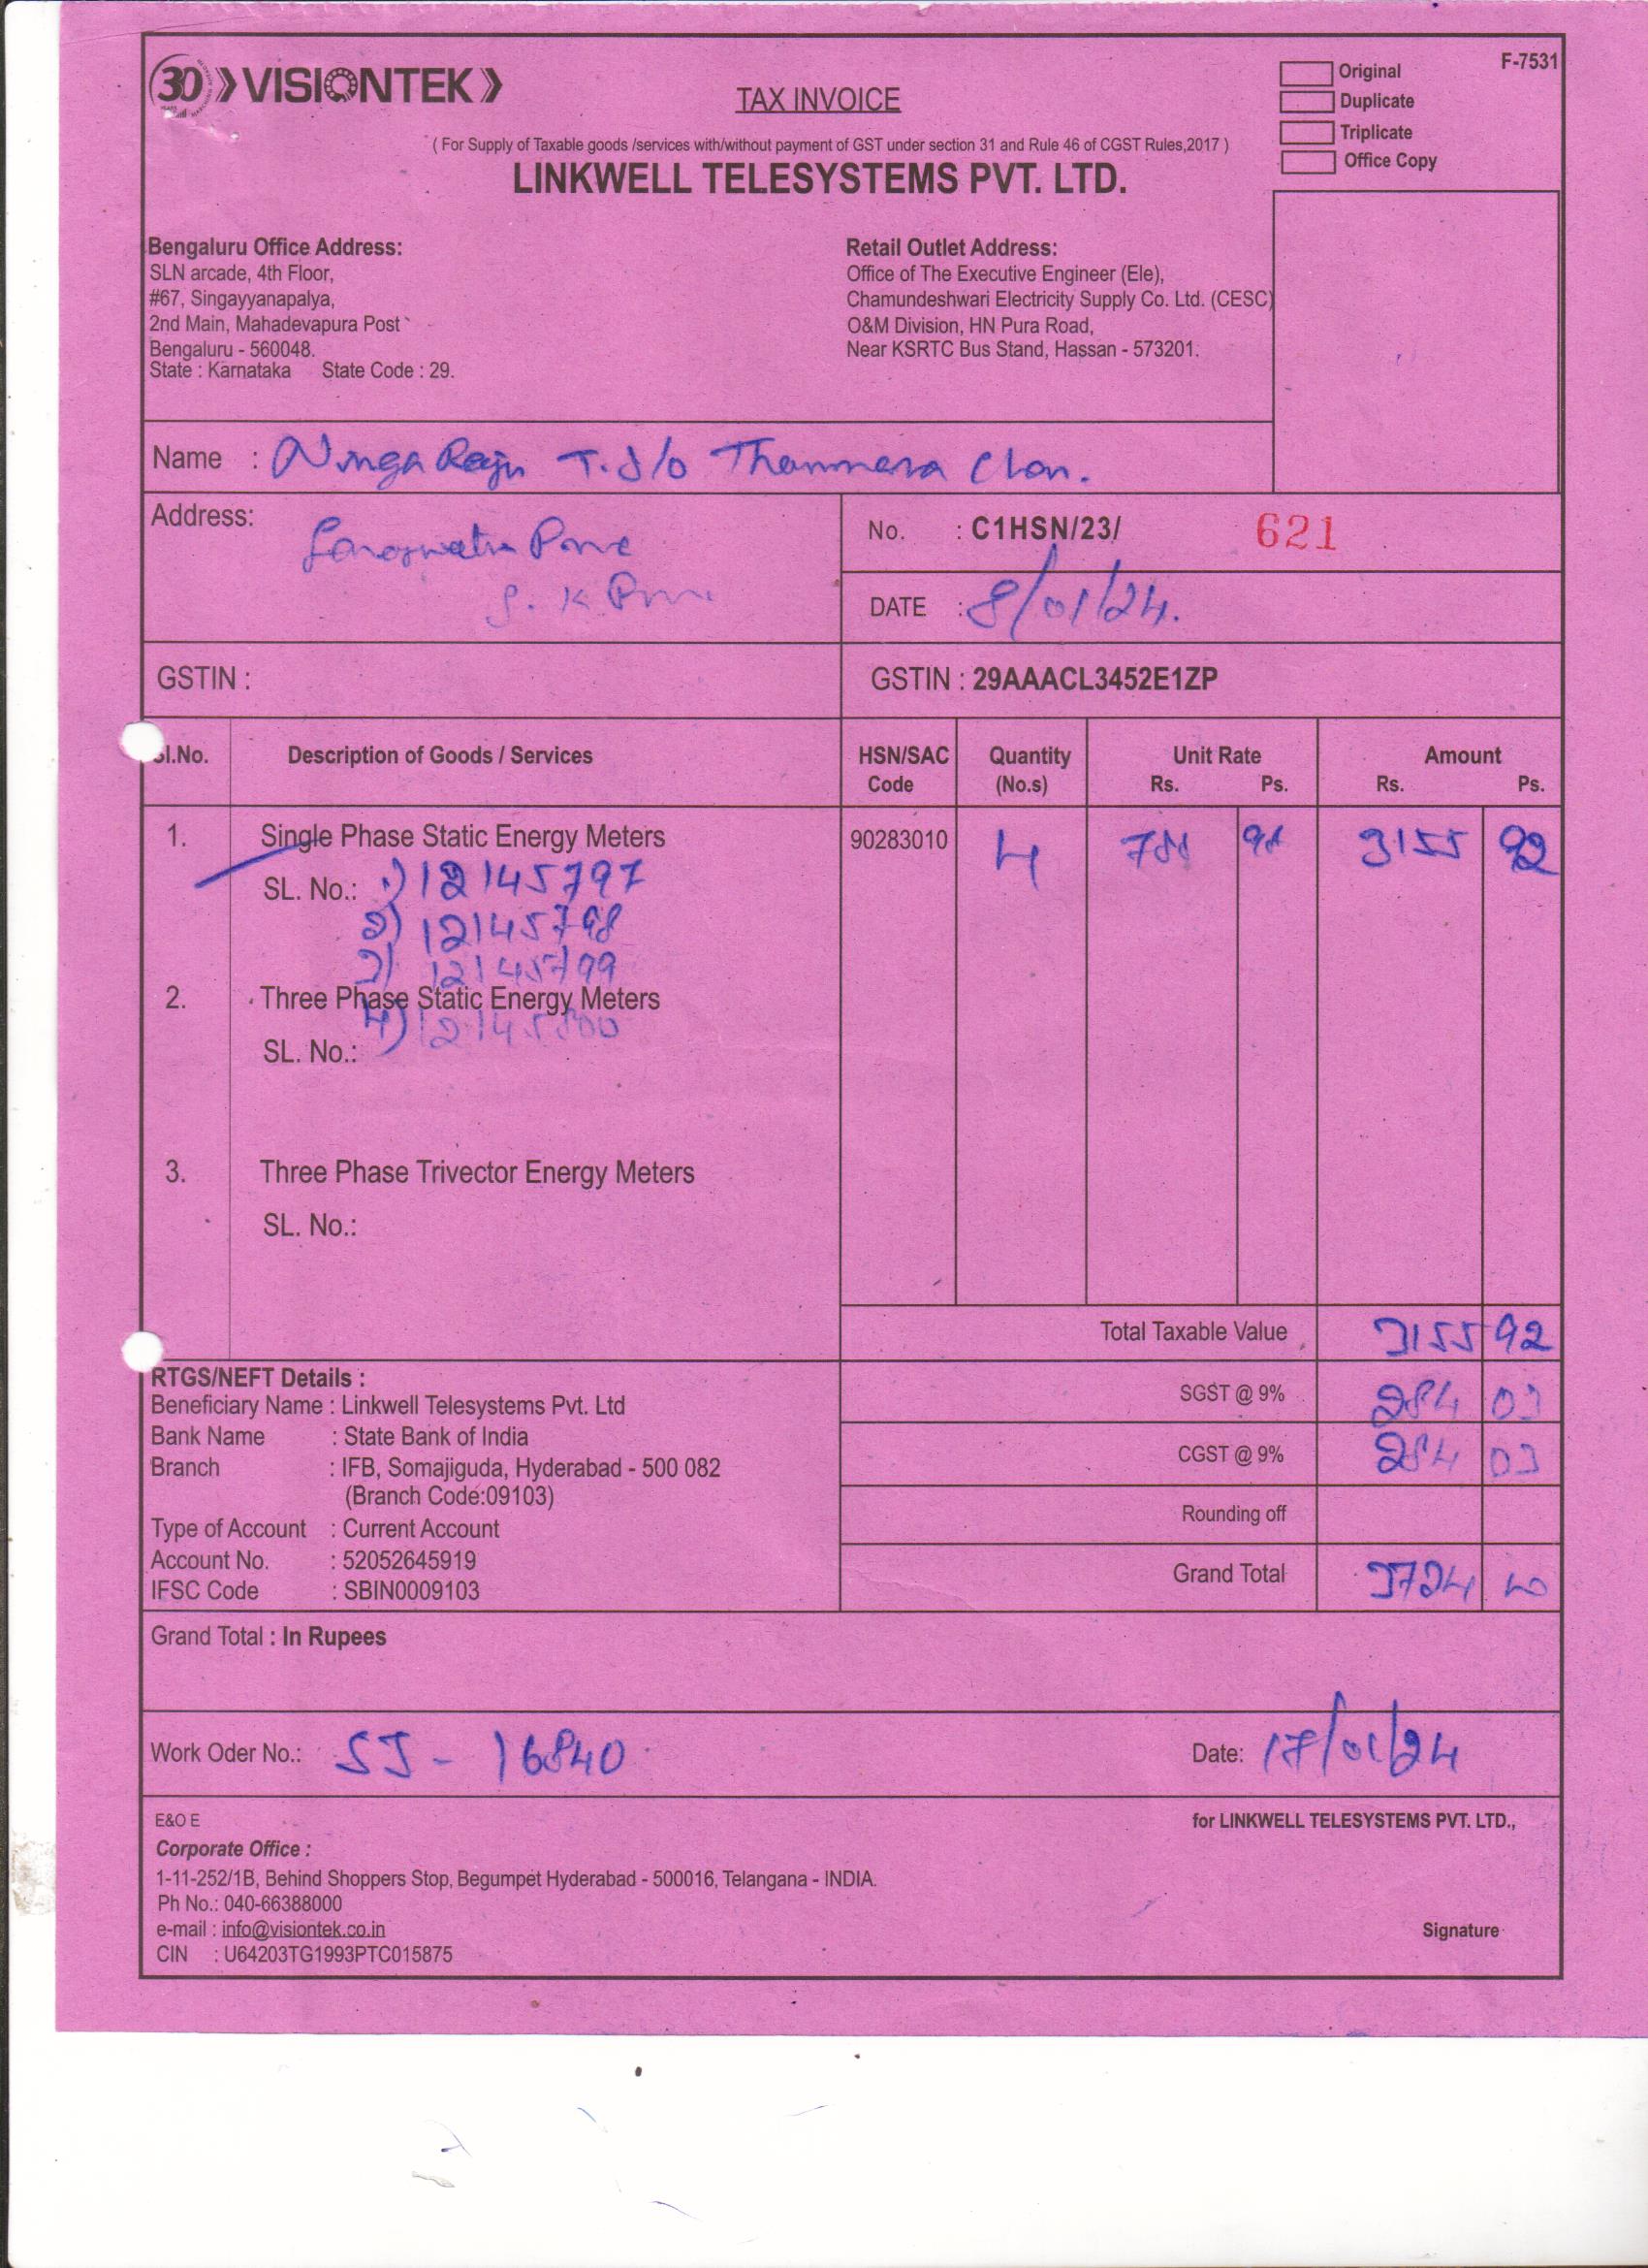 30 YEARS VISIONTEK
TAX INVOICE
Original
F-7531
Duplicate
Triplicate
Office Copy
( For Supply of Taxable goods /services with/without payment of GST under section 31 and Rule 46 of CGST Rules,2017 )
LINKWELL TELESYSTEMS PVT. LTD.
Bengaluru Office Address:
SLN arcade, 4th Floor,
#67, Singayyanapalya,
2nd Main, Mahadevapura Post
Bengaluru - 560048.
State : Karnataka State Code : 29.
Retail Outlet Address:
Office of The Executive Engineer (Ele),
Chamundeshwari Electricity Supply Co. Ltd. (CESC)
O&M Division, HN Pura Road,
Near KSRTC Bus Stand, Hassan - 573201.
Name : Ninga Raju T. S/o
Address:
No. : C1HSN/23/ 621
DATE : 8/01/24.
GSTIN :
GSTIN : 29AAACL3452E1ZP
Sl.No. Description of Goods / Services HSN/SAC Code Quantity (No.s) Unit Rate Rs. Ps. Amount Rs. Ps.
1. Single Phase Static Energy Meters 90283010 4 788 98 3155 92
SL. No.: 1) 12145797
2) 12145798
3) 12145799
2. Three Phase Static Energy Meters
4) 12145800
SL. No.:
3. Three Phase Trivector Energy Meters
SL. No.:
Total Taxable Value 3155 92
SGST @ 9% 284 03
CGST @ 9% 284 03
Rounding off
Grand Total 3724 00
RTGS/NEFT Details :
Beneficiary Name : Linkwell Telesystems Pvt. Ltd
Bank Name : State Bank of India
Branch : IFB, Somajiguda, Hyderabad - 500 082
(Branch Code:09103)
Type of Account : Current Account
Account No. : 52052645919
IFSC Code : SBIN0009103
Grand Total : In Rupees
Work Oder No.: SJ - 16840 Date: 17/01/24
E&O E
for LINKWELL TELESYSTEMS PVT. LTD.,
Corporate Office :
1-11-252/1B, Behind Shoppers Stop, Begumpet Hyderabad - 500016, Telangana - INDIA.
Ph No.: 040-66388000
e-mail : info@visiontek.co.in
Signature
CIN : U64203TG1993PTC015875